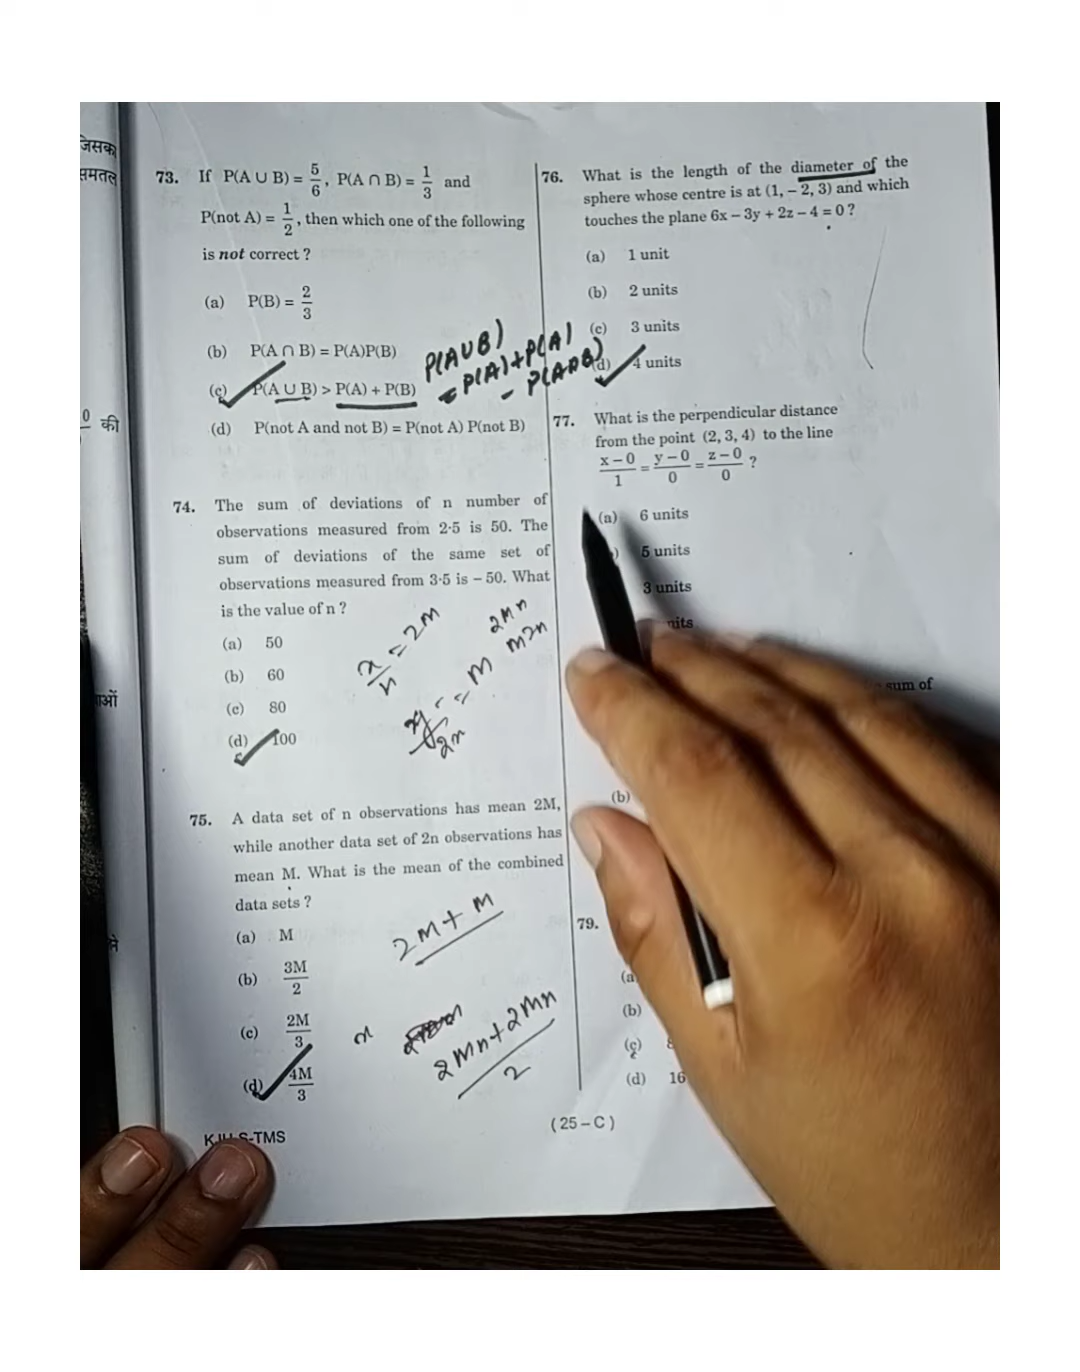 जिसका
समतल
0 की
73. If P(A ∪ B) = 5/6, P(A ∩ B) = 1/3 and
P(not A) = 1/2, then which one of the following
is not correct ?
(a) P(B) = 2/3
(b) P(A ∩ B) = P(A)P(B)
(c) P(A ∪ B) > P(A) + P(B)
(d) P(not A and not B) = P(not A) P(not B)
P(A∪B)
= P(A)+P(A)
- P(A∩B)
74. The sum of deviations of n number of
observations measured from 2·5 is 50. The
sum of deviations of the same set of
observations measured from 3·5 is – 50. What
is the value of n ?
(a) 50
(b) 60
(c) 80
(d) 100
x/n = 2M
= M
2n
2Mn
75. A data set of n observations has mean 2M,
while another data set of 2n observations has
mean M. What is the mean of the combined
data sets ?
(a) M
(b) 3M/2
(c) 2M/3
(d) 4M/3
2M + M
2Mn + 2Mn
2
KJU-S-TMS
(25 – C)
76. What is the length of the diameter of the
sphere whose centre is at (1, – 2, 3) and which
touches the plane 6x – 3y + 2z – 4 = 0 ?
(a) 1 unit
(b) 2 units
(c) 3 units
(d) 4 units
77. What is the perpendicular distance
from the point (2, 3, 4) to the line
x – 0/1 = y – 0/0 = z – 0/0 ?
(a) 6 units
5 units
3 units
sum of
(b)
79.
(a
(b)
(c)
(d) 16